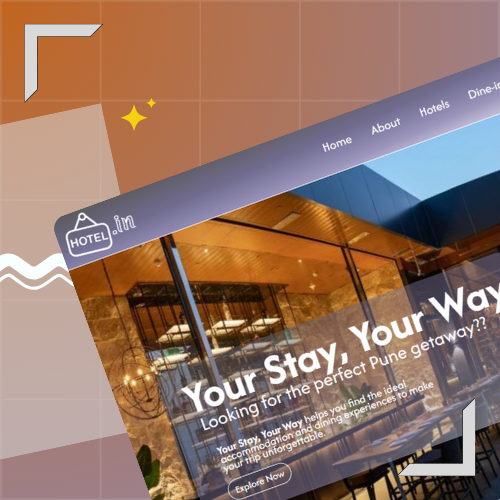 Home About Hotels Dine-in
HOTEL.in
Your Stay, Your Way
Looking for the perfect Pune getaway??
Your Stay, Your Way helps you find the ideal
accommodation and dining experiences to make
your trip unforgettable.
Explore Now